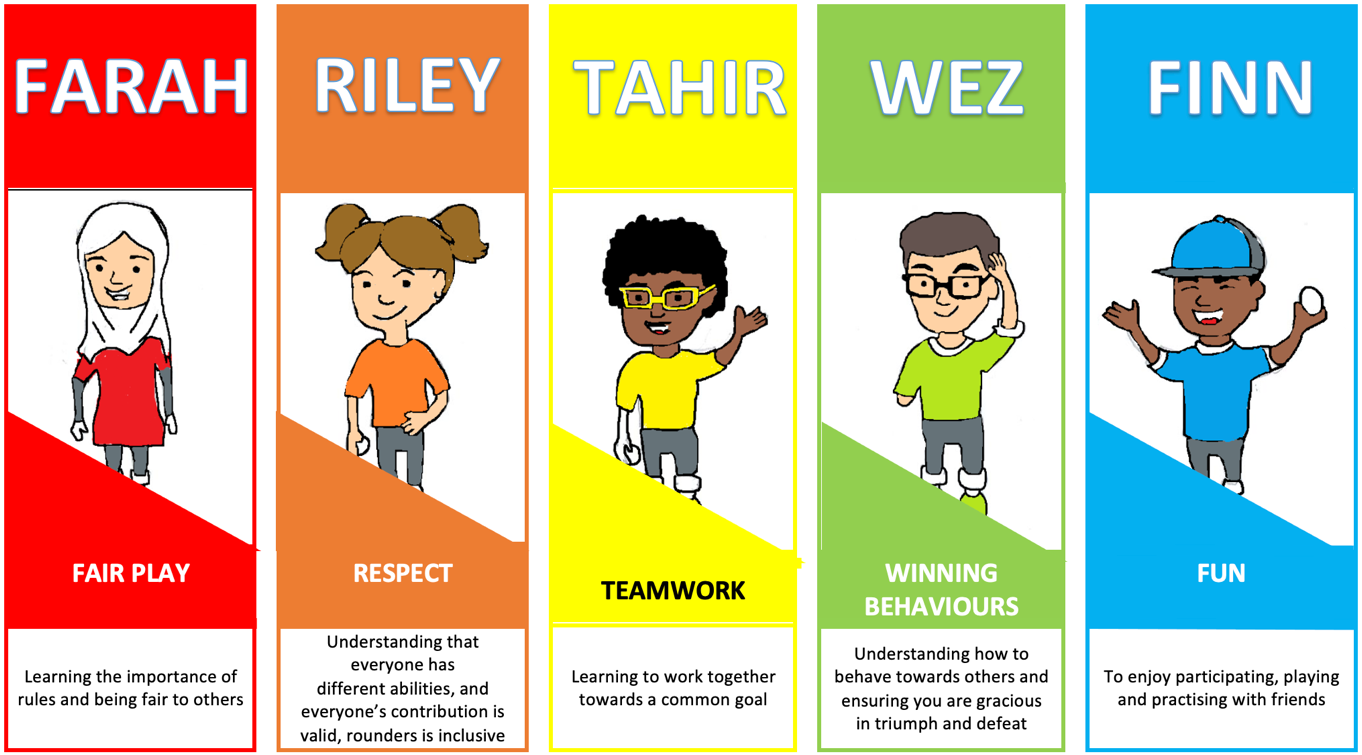 FARAH
FAIR PLAY
Learning the importance of
rules and being fair to others
RILEY
RESPECT
Understanding that
everyone has
different abilities, and
everyone's contribution is
valid, rounders is inclusive
TAHIR
TEAMWORK
Learning to work together
towards a common goal
WEZ
WINNING
BEHAVIOURS
Understanding how to
behave towards others and
ensuring you are gracious
in triumph and defeat
FINN
FUN
To enjoy participating, playing
and practising with friends